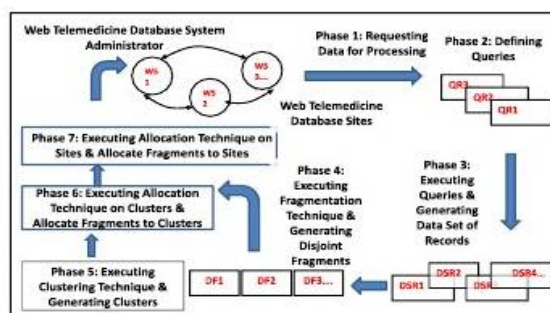 Web Telemedicine Database System
Administrator
WS
1
WS
2
WS
3...
Web Telemedicine
Database Sites
Phase 1: Requesting
Data for Processing
Phase 2: Defining
Queries
QR3
QR2
QR1
Phase 3:
Executing
Queries &
Generating
Data Set of
Records
DSR1
DSR2
DSR4..
Phase 4:
Executing
Fragmentation
Technique &
Generating
Disjoint
Fragments
DF1
DF2
DF3...
Phase 5: Executing
Clustering Technique &
Generating Clusters
Phase 6: Executing Allocation
Technique on Clusters &
Allocate Fragments to Clusters
Phase 7: Executing Allocation Technique on
Sites & Allocate Fragments to Sites